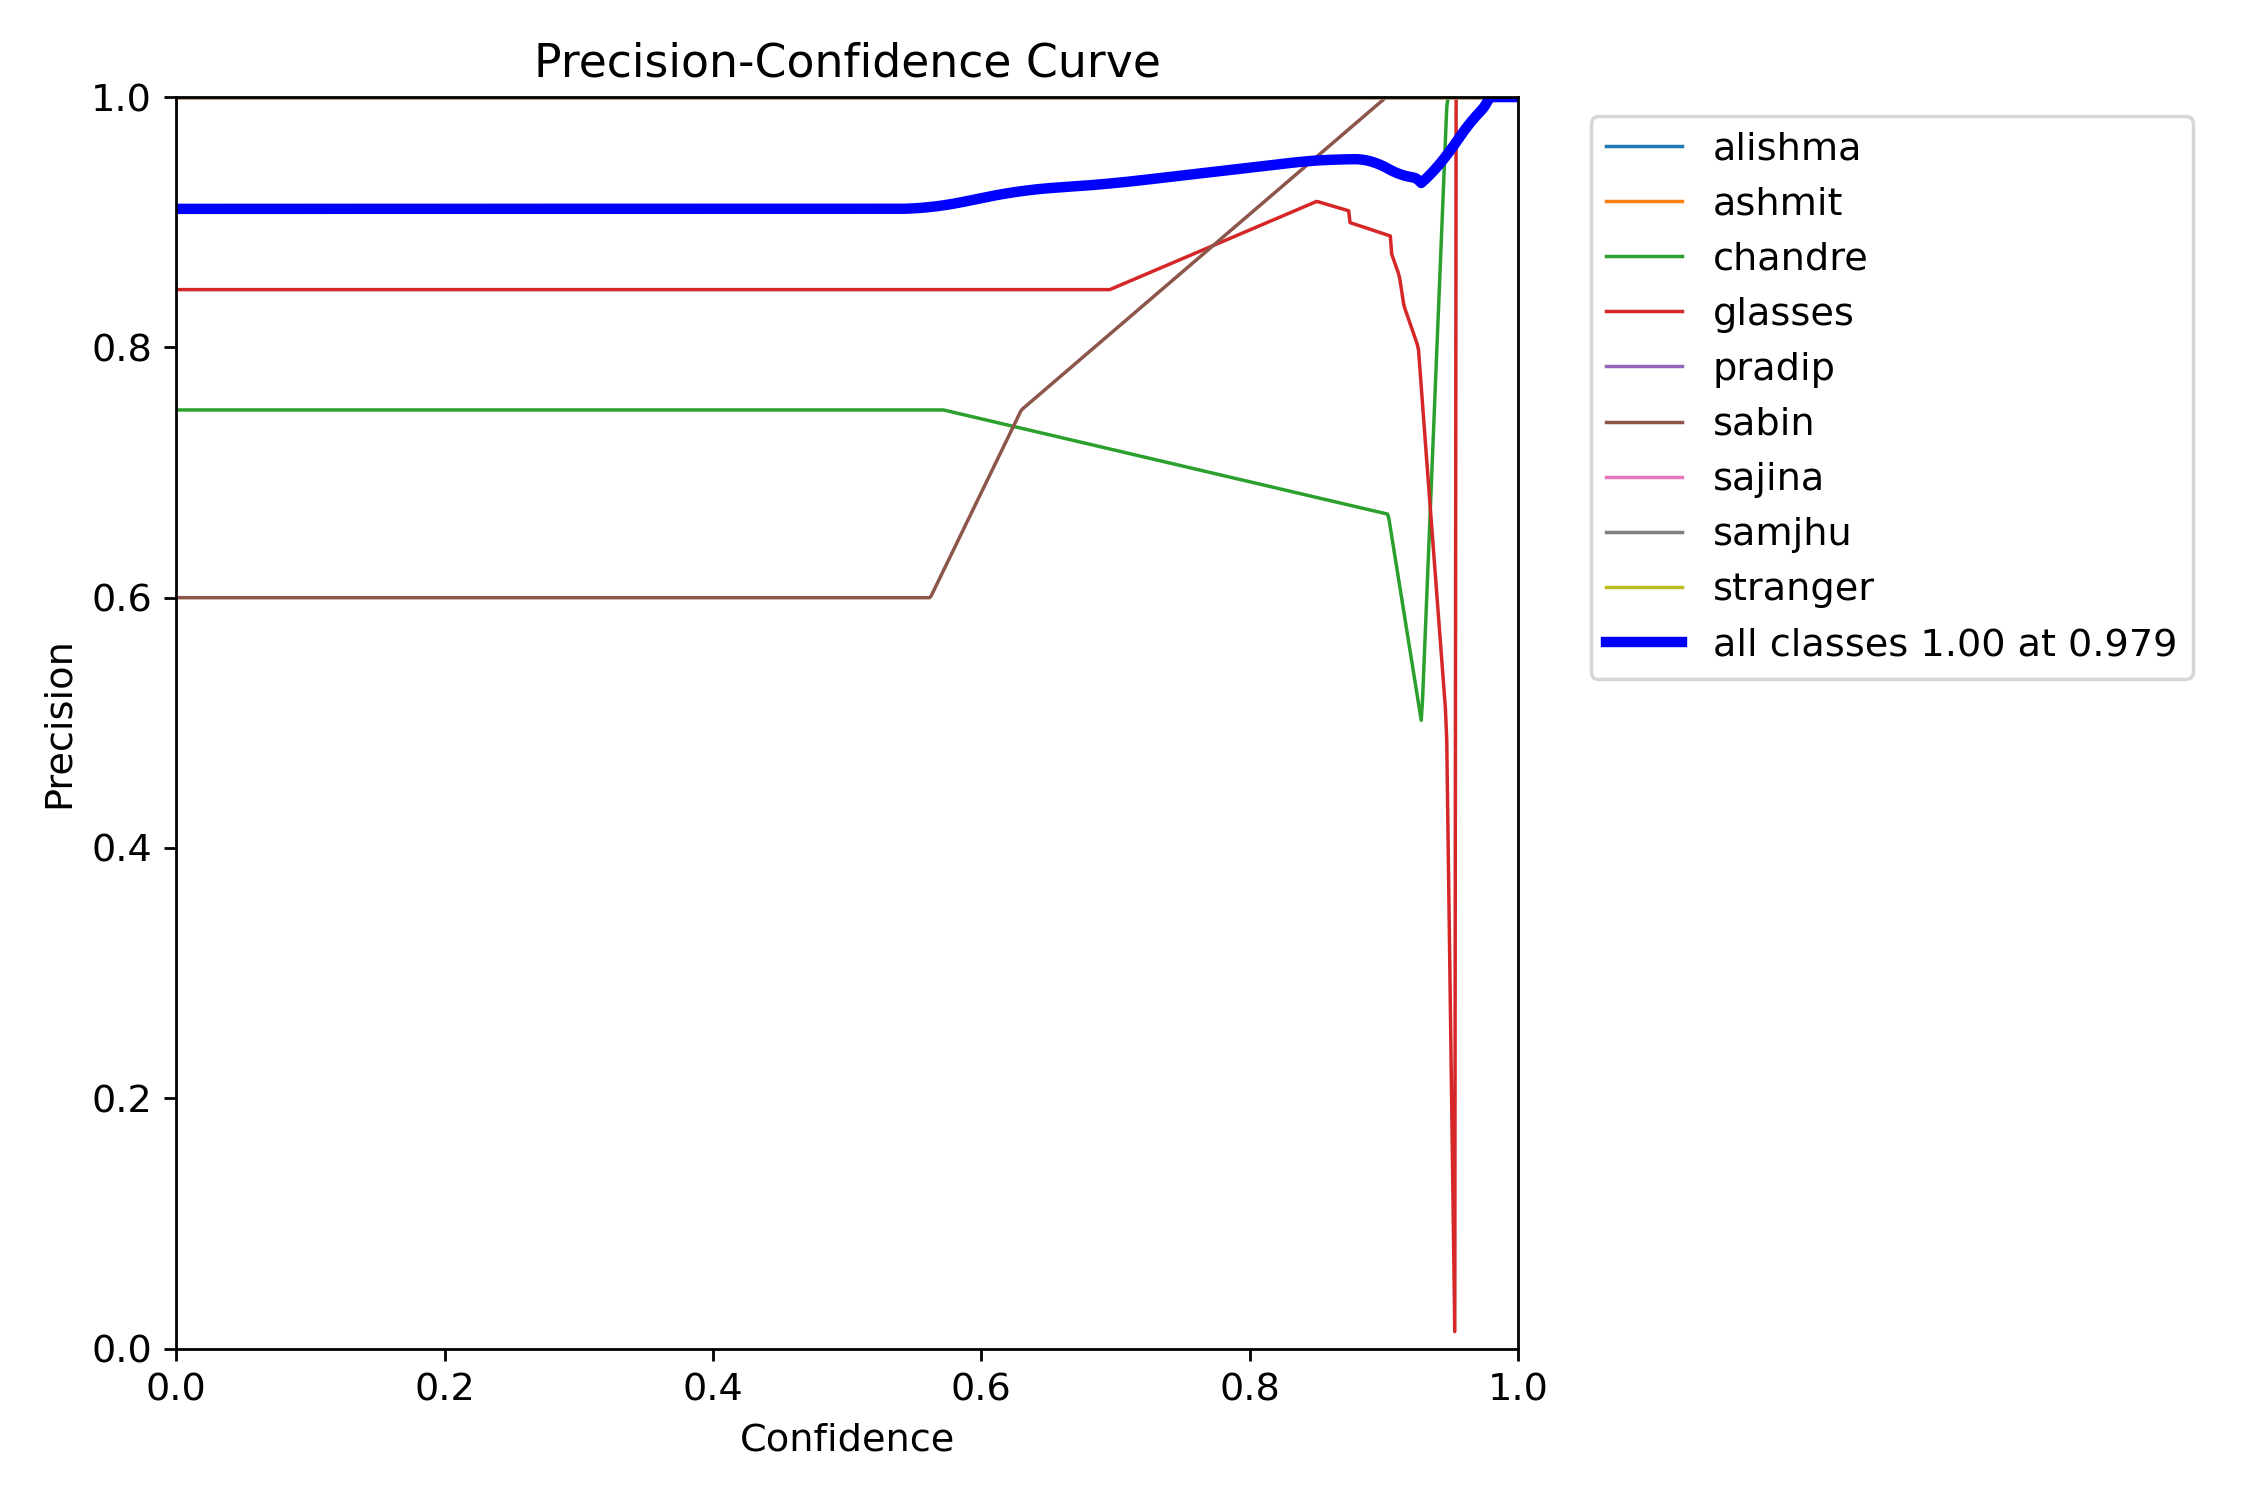 Precision-Confidence Curve
1.0
0.8
0.6
0.4
0.2
0.0
Precision
0.0 0.2 0.4 0.6 0.8 1.0
Confidence
alishma
ashmit
chandre
glasses
pradip
sabin
sajina
samjhu
stranger
all classes 1.00 at 0.979